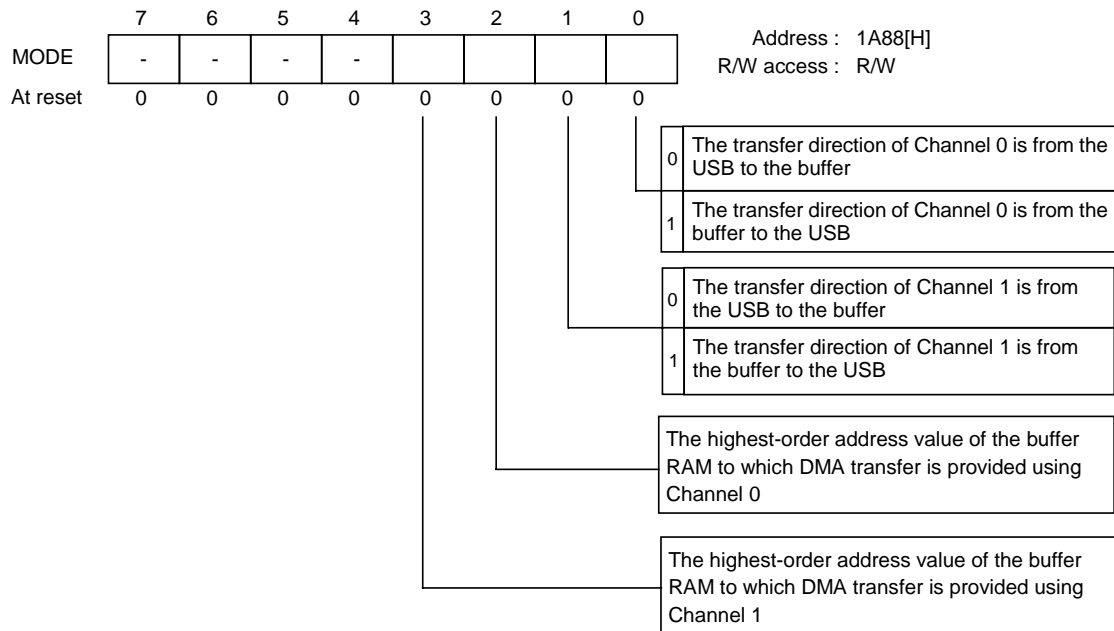 7 6 5 4 3 2 1 0
Address : 1A88[H]
MODE - - - -
R/W access : R/W
At reset 0 0 0 0 0 0 0 0
0 The transfer direction of Channel 0 is from the
USB to the buffer
1 The transfer direction of Channel 0 is from the
buffer to the USB
0 The transfer direction of Channel 1 is from
the USB to the buffer
1 The transfer direction of Channel 1 is from
the buffer to the USB
The highest-order address value of the buffer
RAM to which DMA transfer is provided using
Channel 0
The highest-order address value of the buffer
RAM to which DMA transfer is provided using
Channel 1